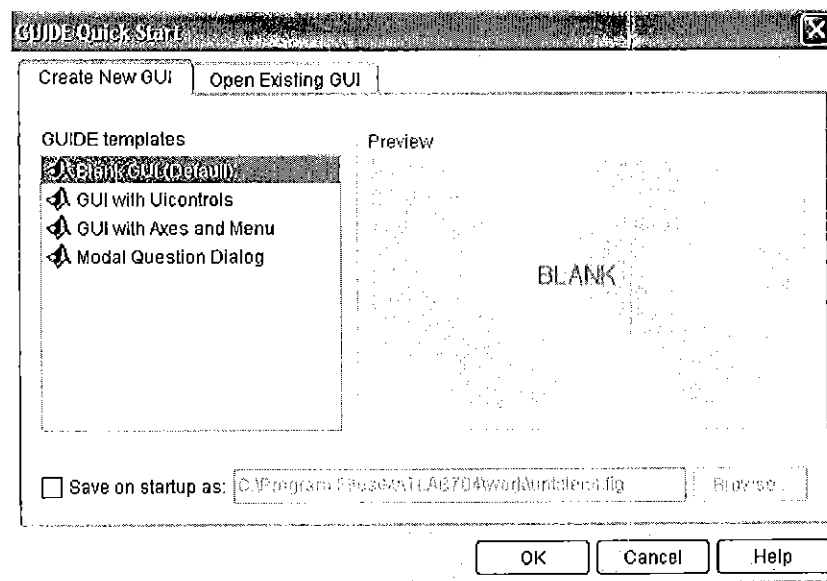 GUIDE Quick Start
Create New GUI
Open Existing GUI
GUIDE templates
Preview
Blank GUI (Default)
GUI with Uicontrols
GUI with Axes and Menu
Modal Question Dialog
BLANK
Save on startup as:
Browse...
OK
Cancel
Help